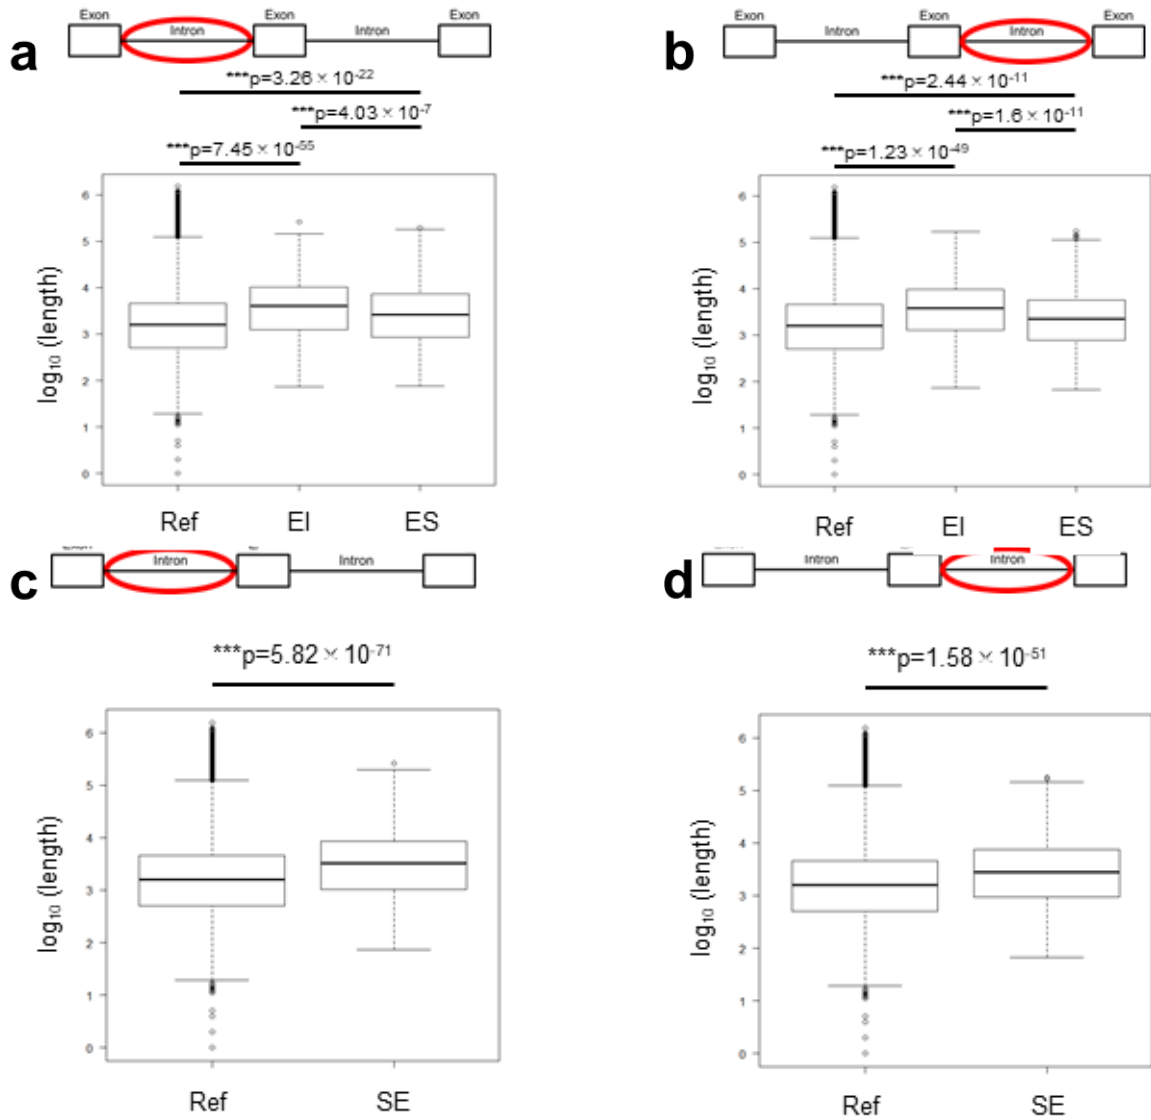 a
Exon Intron Exon Intron Exon
***p=3.26 × 10-22
***p=4.03 × 10-7
***p=7.45 × 10-55
log10 (length)
6
5
4
3
2
1
0
Ref EI ES
b
Exon Intron Exon Intron Exon
***p=2.44 × 10-11
***p=1.6 × 10-11
***p=1.23 × 10-49
log10 (length)
6
5
4
3
2
1
0
Ref EI ES
c
Intron Intron
***p=5.82 × 10-71
log10 (length)
6
5
4
3
2
1
0
Ref SE
d
Intron Intron
***p=1.58 × 10-51
log10 (length)
6
5
4
3
2
1
0
Ref SE